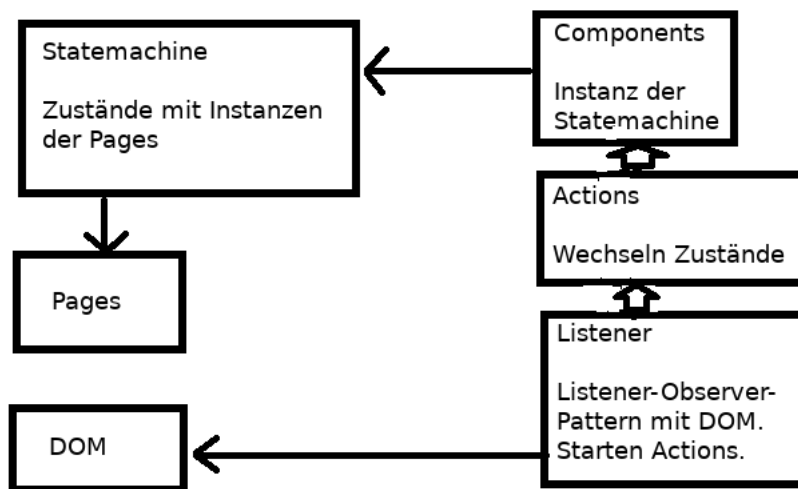 Statemachine
Zustände mit Instanzen
der Pages
Components
Instanz der
Statemachine
Actions
Wechseln Zustände
Pages
Listener
Listener-Observer-
Pattern mit DOM.
Starten Actions.
DOM